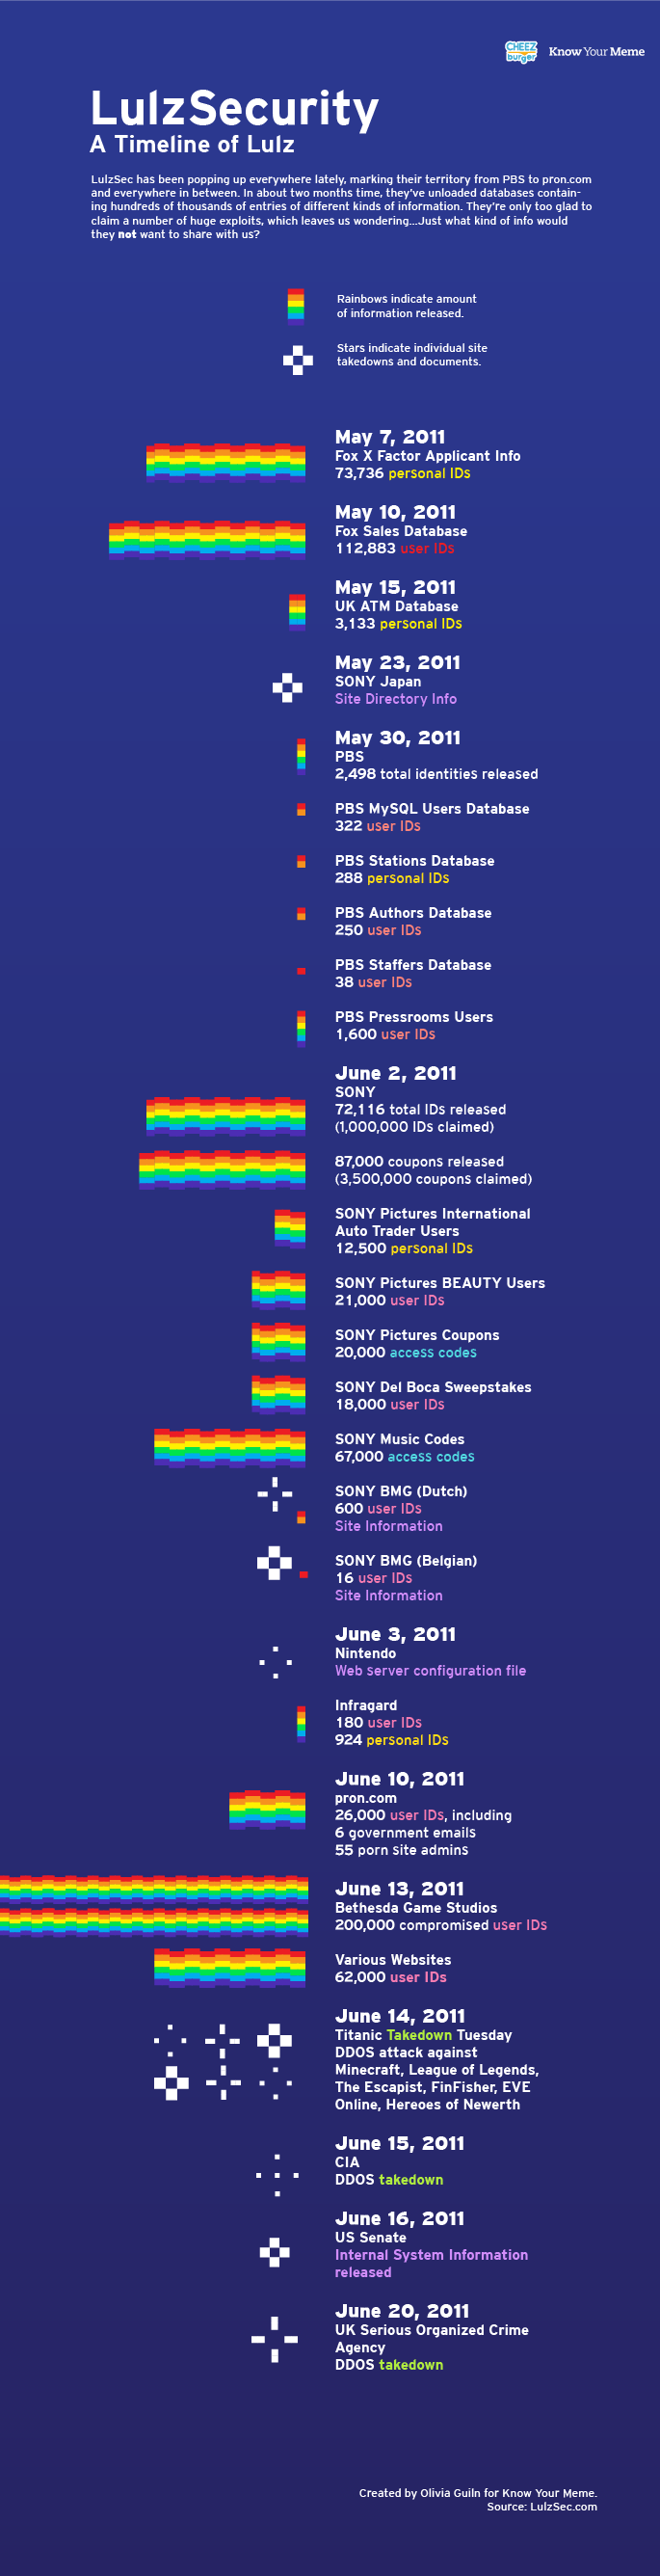 CHEEZ burger Know Your Meme
LulzSecurity
A Timeline of Lulz
LulzSec has been popping up everywhere lately, marking their territory from PBS to pron.com
and everywhere in between. In about two months time, they've unloaded databases contain-
ing hundreds of thousands of entries of different kinds of information. They're only too glad to
claim a number of huge exploits, which leaves us wondering...Just what kind of info would
they not want to share with us?
Rainbows indicate amount
of information released.
Stars indicate individual site
takedowns and documents.
May 7, 2011
Fox X Factor Applicant Info
73,736 personal IDs
May 10, 2011
Fox Sales Database
112,883 user IDs
May 15, 2011
UK ATM Database
3,133 personal IDs
May 23, 2011
SONY Japan
Site Directory Info
May 30, 2011
PBS
2,498 total identities released
PBS MySQL Users Database
322 user IDs
PBS Stations Database
288 personal IDs
PBS Authors Database
250 user IDs
PBS Staffers Database
38 user IDs
PBS Pressrooms Users
1,600 user IDs
June 2, 2011
SONY
72,116 total IDs released
(1,000,000 IDs claimed)
87,000 coupons released
(3,500,000 coupons claimed)
SONY Pictures International
Auto Trader Users
12,500 personal IDs
SONY Pictures BEAUTY Users
21,000 user IDs
SONY Pictures Coupons
20,000 access codes
SONY Del Boca Sweepstakes
18,000 user IDs
SONY Music Codes
67,000 access codes
SONY BMG (Dutch)
600 user IDs
Site Information
SONY BMG (Belgian)
16 user IDs
Site Information
June 3, 2011
Nintendo
Web server configuration file
Infragard
180 user IDs
924 personal IDs
June 10, 2011
pron.com
26,000 user IDs, including
6 government emails
55 porn site admins
June 13, 2011
Bethesda Game Studios
200,000 compromised user IDs
Various Websites
62,000 user IDs
June 14, 2011
Titanic Takedown Tuesday
DDOS attack against
Minecraft, League of Legends,
The Escapist, FinFisher, EVE
Online, Hereoes of Newerth
June 15, 2011
CIA
DDOS takedown
June 16, 2011
US Senate
Internal System Information
released
June 20, 2011
UK Serious Organized Crime
Agency
DDOS takedown
Created by Olivia Guiln for Know Your Meme.
Source: LulzSec.com